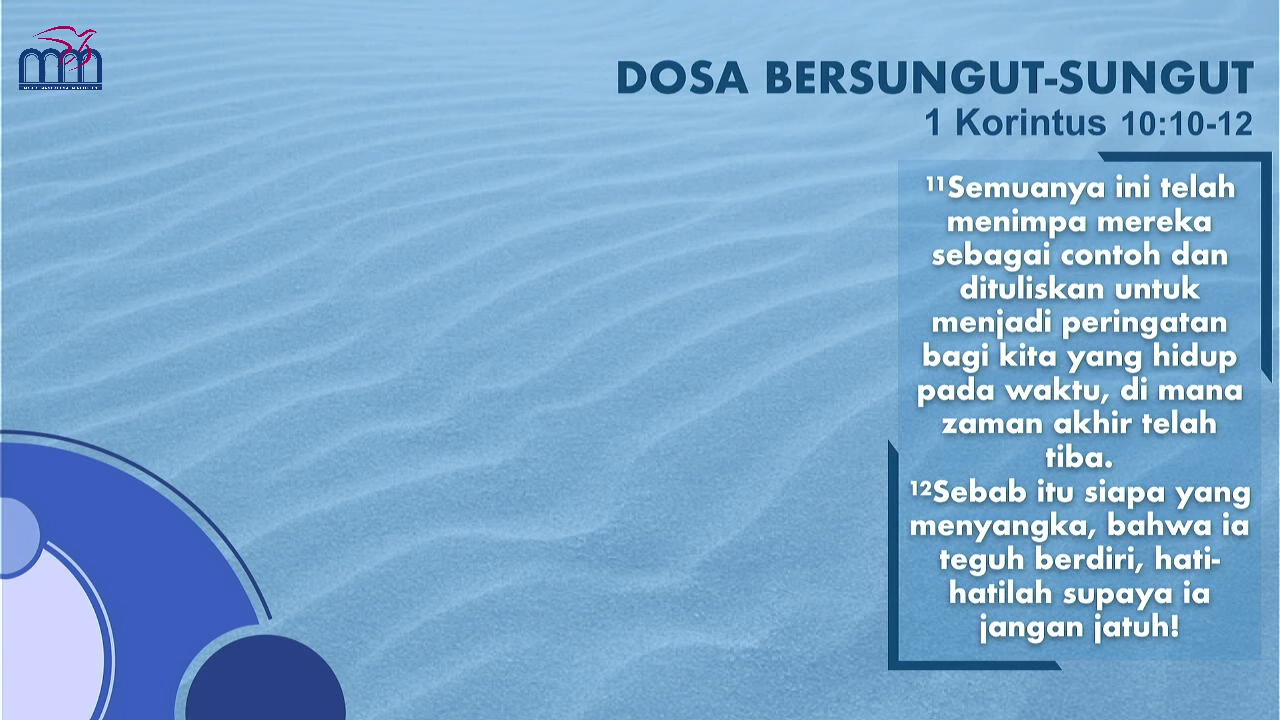 DOSA BERSUNGUT-SUNGUT
1 Korintus 10:10-12
¹¹Semuanya ini telah
menimpa mereka
sebagai contoh dan
dituliskan untuk
menjadi peringatan
bagi kita yang hidup
pada waktu, di mana
zaman akhir telah
tiba.
¹²Sebab itu siapa yang
menyangka, bahwa ia
teguh berdiri, hati-
hatilah supaya ia
jangan jatuh!